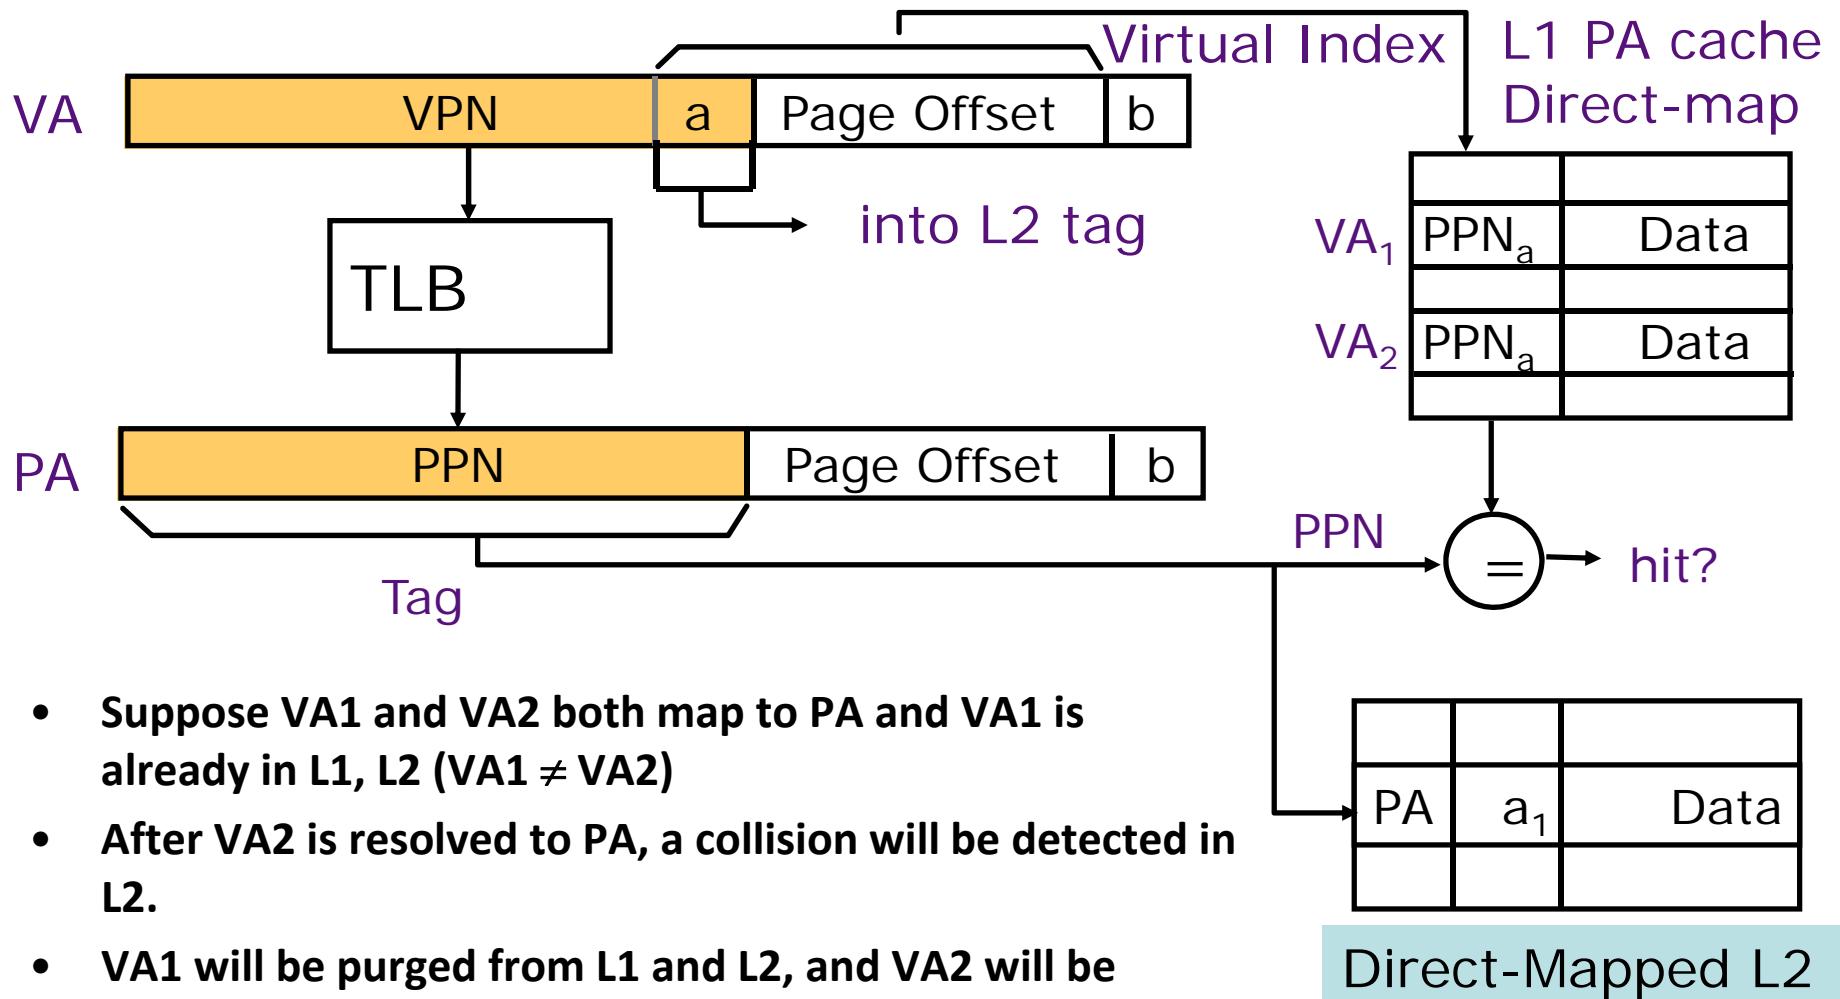 Virtual Index
L1 PA cache
Direct-map
VA
VPN
a
Page Offset
b
into L2 tag
TLB
VA1
PPNa
Data
VA2
PPNa
Data
PA
PPN
Page Offset
b
Tag
PPN
=
hit?
• Suppose VA1 and VA2 both map to PA and VA1 is
already in L1, L2 (VA1 ≠ VA2)
• After VA2 is resolved to PA, a collision will be detected in
L2.
• VA1 will be purged from L1 and L2, and VA2 will be
PA
a1
Data
Direct-Mapped L2